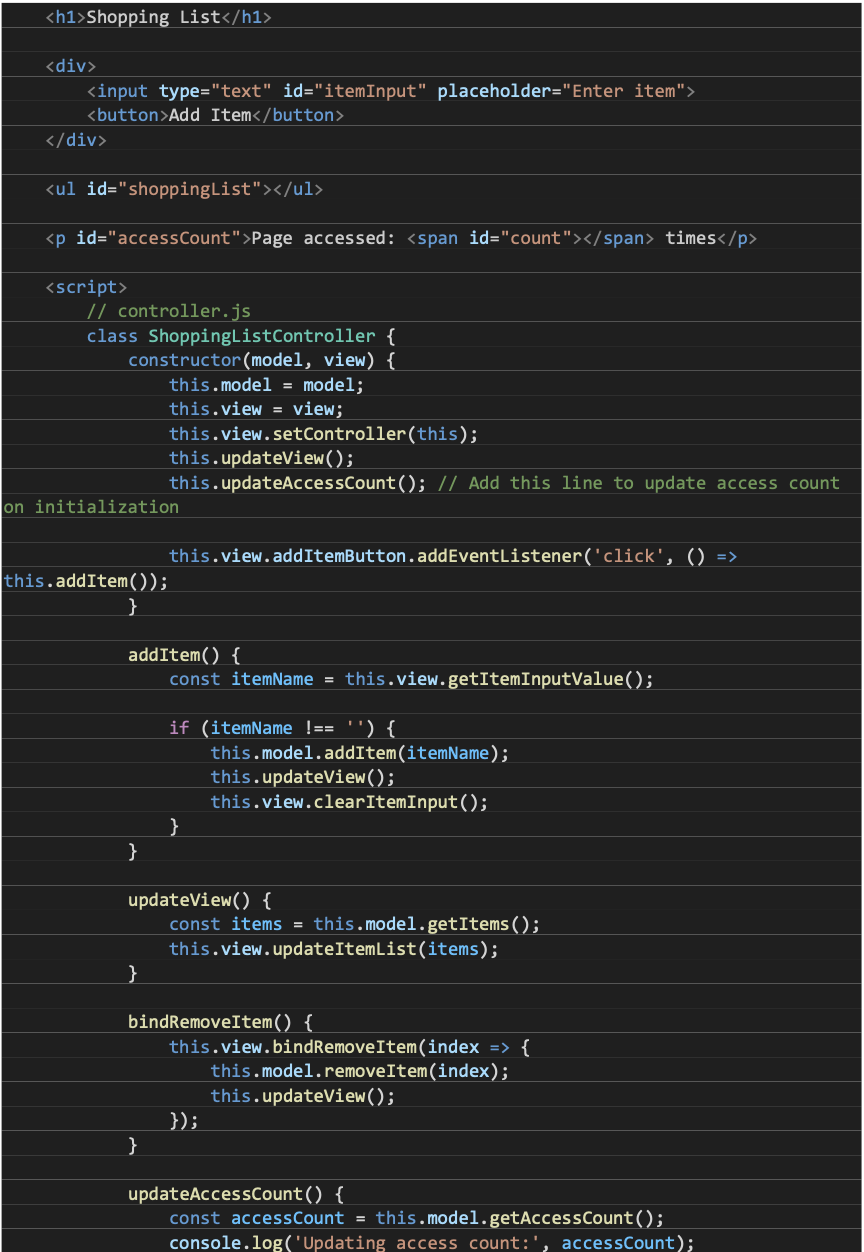 <h1>Shopping List</h1>
<div>
<input type="text" id="itemInput" placeholder="Enter item">
<button>Add Item</button>
</div>
<ul id="shoppingList"></ul>
<p id="accessCount">Page accessed: <span id="count"></span> times</p>
<script>
// controller.js
class ShoppingListController {
constructor(model, view) {
this.model = model;
this.view = view;
this.view.setController(this);
this.updateView();
this.updateAccessCount(); // Add this line to update access count
on initialization
this.view.addItemButton.addEventListener('click', () =>
this.addItem());
}
addItem() {
const itemName = this.view.getItemInputValue();
if (itemName !== '') {
this.model.addItem(itemName);
this.updateView();
this.view.clearItemInput();
}
}
updateView() {
const items = this.model.getItems();
this.view.updateItemList(items);
}
bindRemoveItem() {
this.view.bindRemoveItem(index => {
this.model.removeItem(index);
this.updateView();
});
}
updateAccessCount() {
const accessCount = this.model.getAccessCount();
console.log('Updating access count:', accessCount);